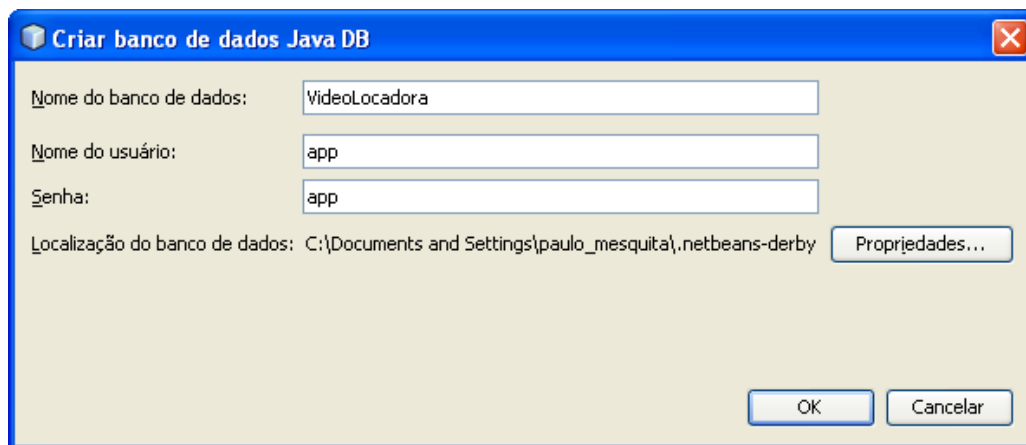 Criar banco de dados Java DB
Nome do banco de dados: VideoLocadora
Nome do usuário: app
Senha: app
Localização do banco de dados: C:\Documents and Settings\paulo_mesquita\.netbeans-derby Propriedades...
OK Cancelar